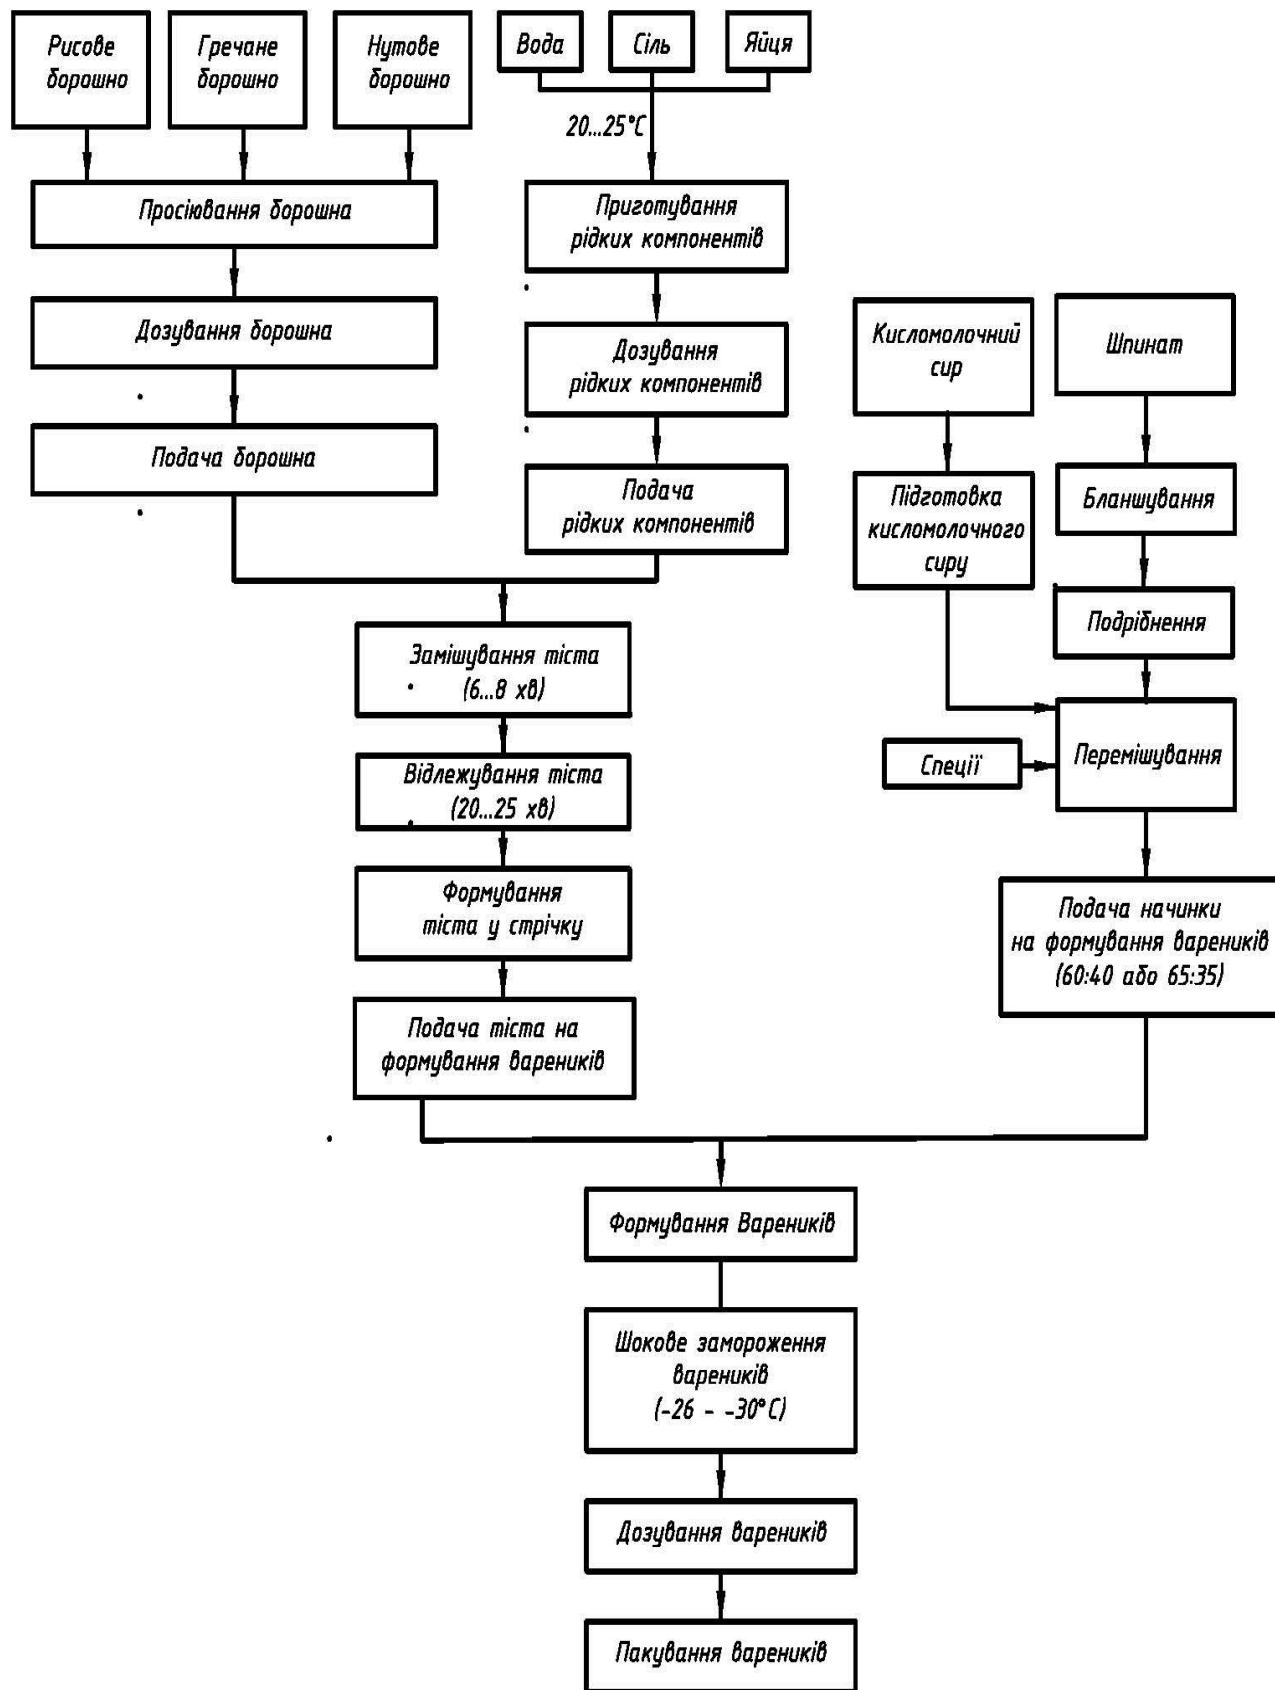 Рисове
борошно
Гречане
борошно
Нутове
борошно
Вода
Сіль
Яйця
20...25°С
Просіювання борошна
Приготування
рідких компонентів
Дозування борошна
Дозування
рідких компонентів
Кисломолочний
сир
Шпинат
Подача борошна
Подача
рідких компонентів
Підготовка
кисломолочного
сиру
Бланшування
Подрібнення
Замішування тіста
(6...8 хв)
Спеції
Перемішування
Відлежування тіста
(20...25 хв)
Формування
тіста у стрічку
Подача начинки
на формування вареників
(60:40 або 65:35)
Подача тіста на
формування вареників
Формування Вареників
Шокове замороження
вареників
(-26 - -30°С)
Дозування вареників
Пакування вареників